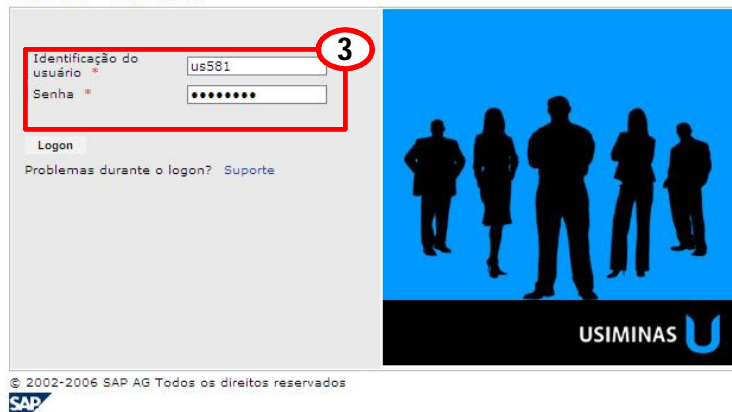 3
Identificação do
usuário *
us581
Senha *
••••••••
Logon
Problemas durante o logon? Suporte
USIMINAS
© 2002-2006 SAP AG Todos os direitos reservados
SAP